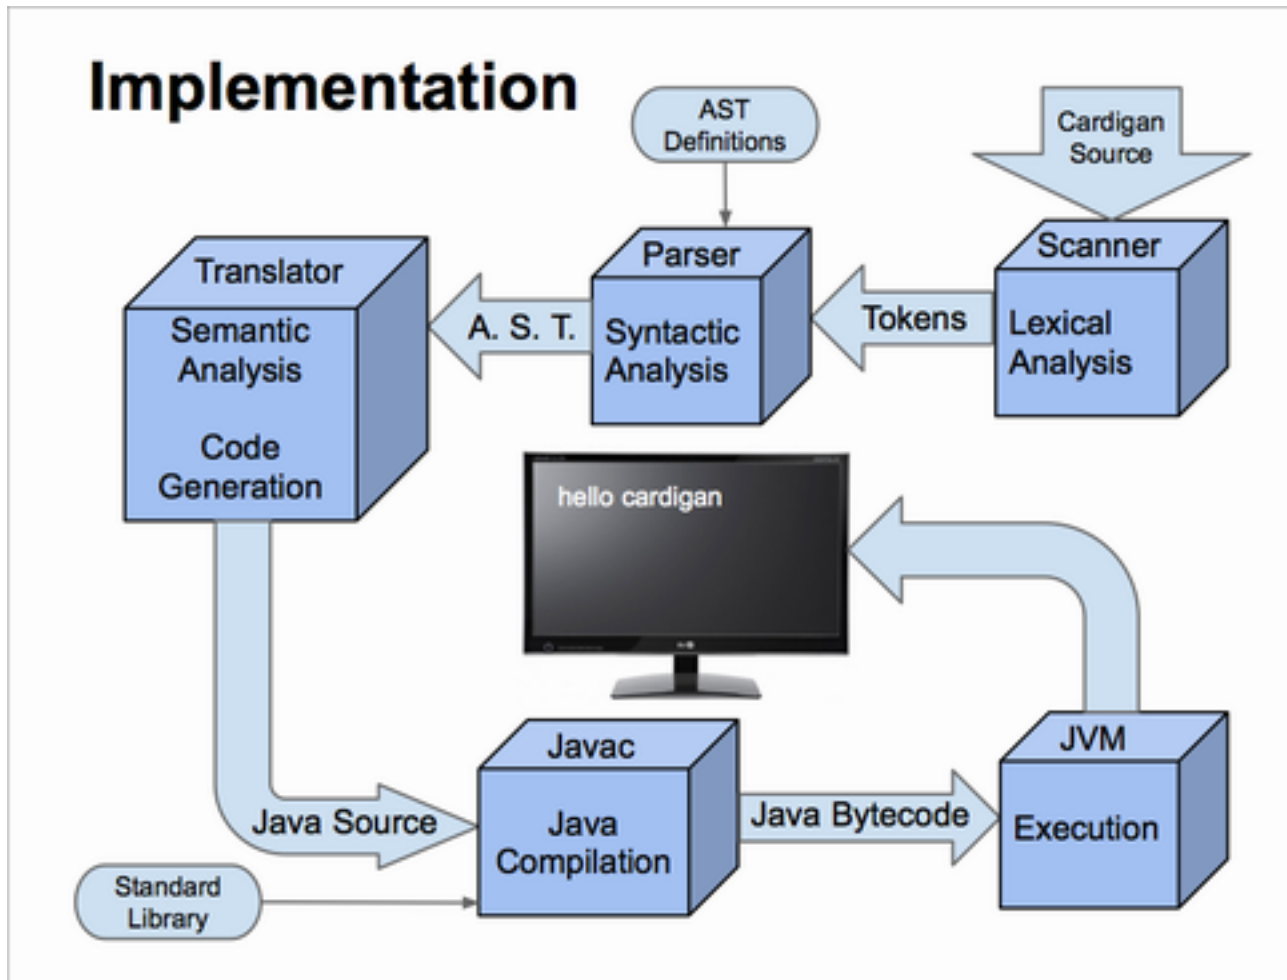 Implementation
AST
Definitions
Cardigan
Source
Translator
Semantic
Analysis
Code
Generation
A. S. T.
Parser
Syntactic
Analysis
Tokens
Scanner
Lexical
Analysis
hello cardigan
Java Source
Javac
Java
Compilation
Java Bytecode
JVM
Execution
Standard
Library